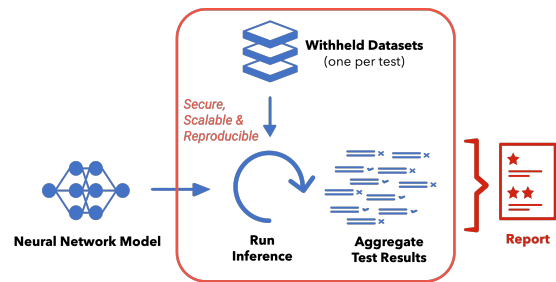 Withheld Datasets
(one per test)
Secure,
Scalable &
Reproducible
Neural Network Model
Run
Inference
Aggregate
Test Results
Report